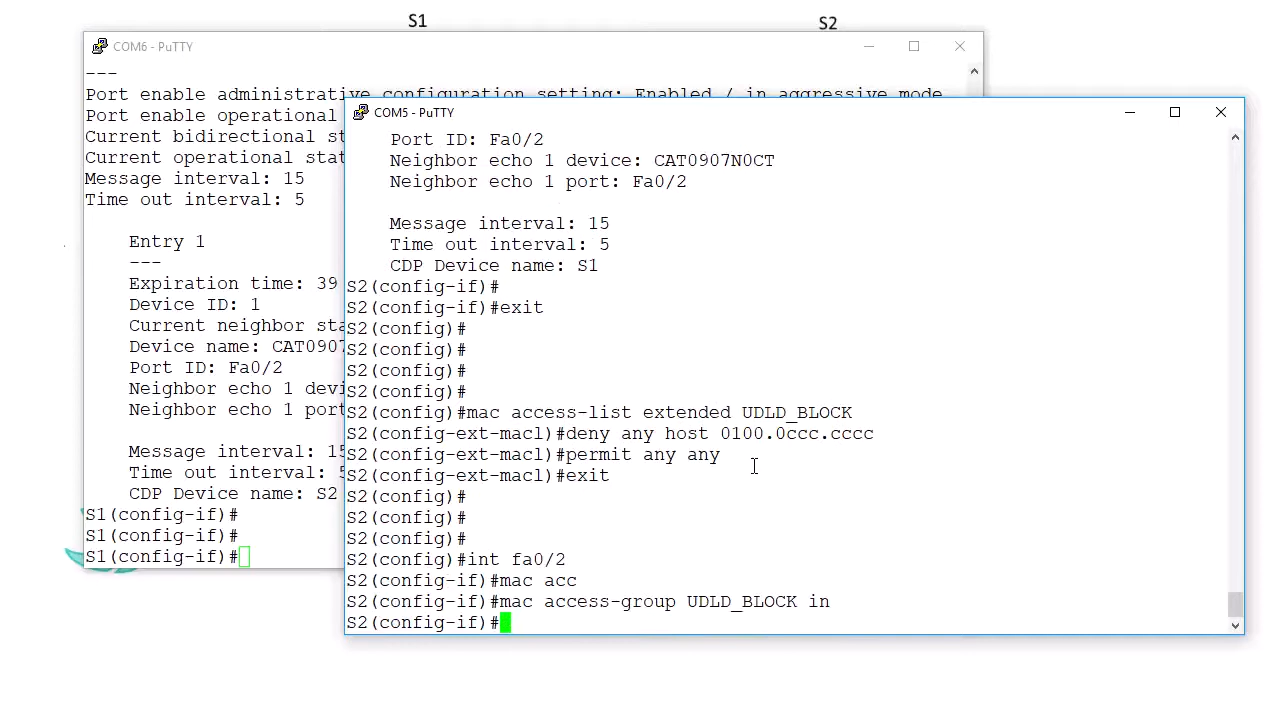 S1
S2
COM6 - PuTTY
---
Port enable administrative configuration setting: Enabled / in aggressive mode
Port enable operational
Current bidirectional
Current operational
Message interval: 15
Time out interval: 5
Entry 1
---
Expiration time: 39
Device ID: 1
Current neighbor
Device name: CAT0907
Port ID: Fa0/2
Neighbor echo 1
Neighbor echo 1 port
Message interval: 15
Time out interval: 5
CDP Device name: S2
S1(config-if)#
S1(config-if)#
S1(config-if)#
COM5 - PuTTY
Port ID: Fa0/2
Neighbor echo 1 device: CAT0907N0CT
Neighbor echo 1 port: Fa0/2
Message interval: 15
Time out interval: 5
CDP Device name: S1
S2(config-if)#
S2(config-if)#exit
S2(config)#
S2(config)#
S2(config)#
S2(config)#
S2(config)#mac access-list extended UDLD_BLOCK
S2(config-ext-macl)#deny any host 0100.0ccc.cccc
S2(config-ext-macl)#permit any any
S2(config-ext-macl)#exit
S2(config)#
S2(config)#
S2(config)#
S2(config)#int fa0/2
S2(config-if)#mac acc
S2(config-if)#mac access-group UDLD_BLOCK in
S2(config-if)#